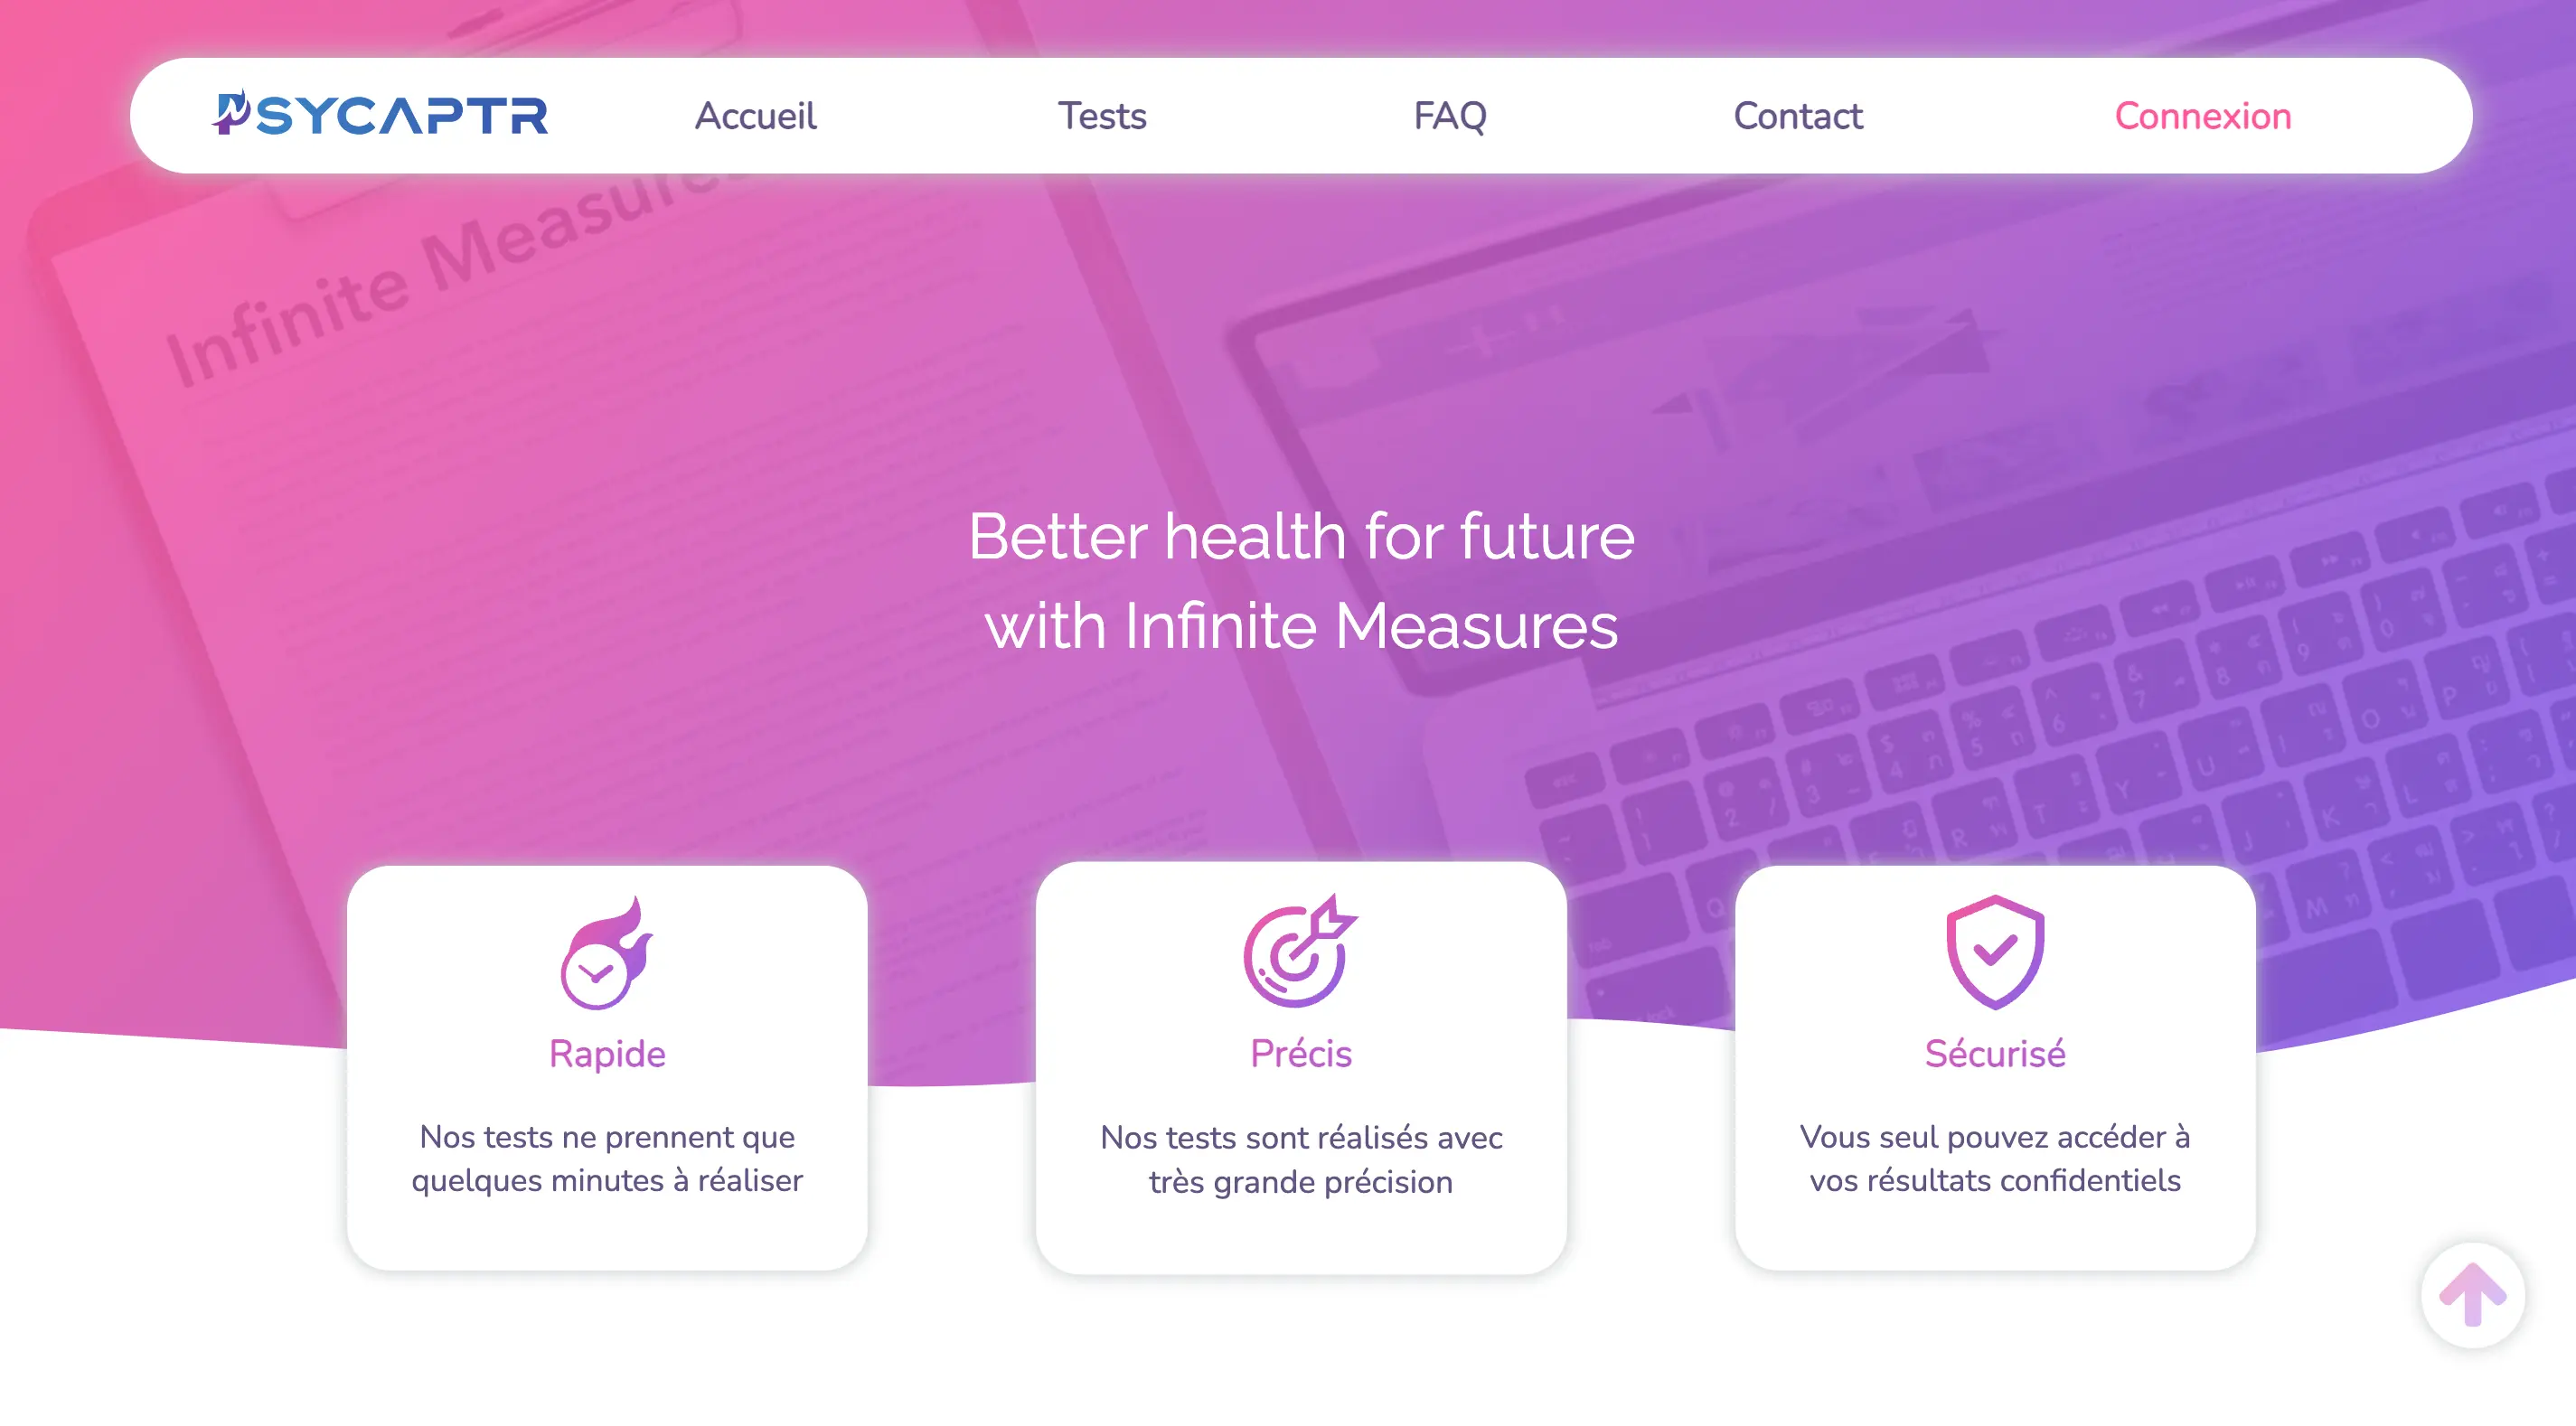 PSYCAPTR
Accueil
Tests
FAQ
Contact
Connexion
Infinite Measures
Better health for future
with Infinite Measures
Rapide
Nos tests ne prennent que
quelques minutes à réaliser
Précis
Nos tests sont réalisés avec
très grande précision
Sécurisé
Vous seul pouvez accéder à
vos résultats confidentiels